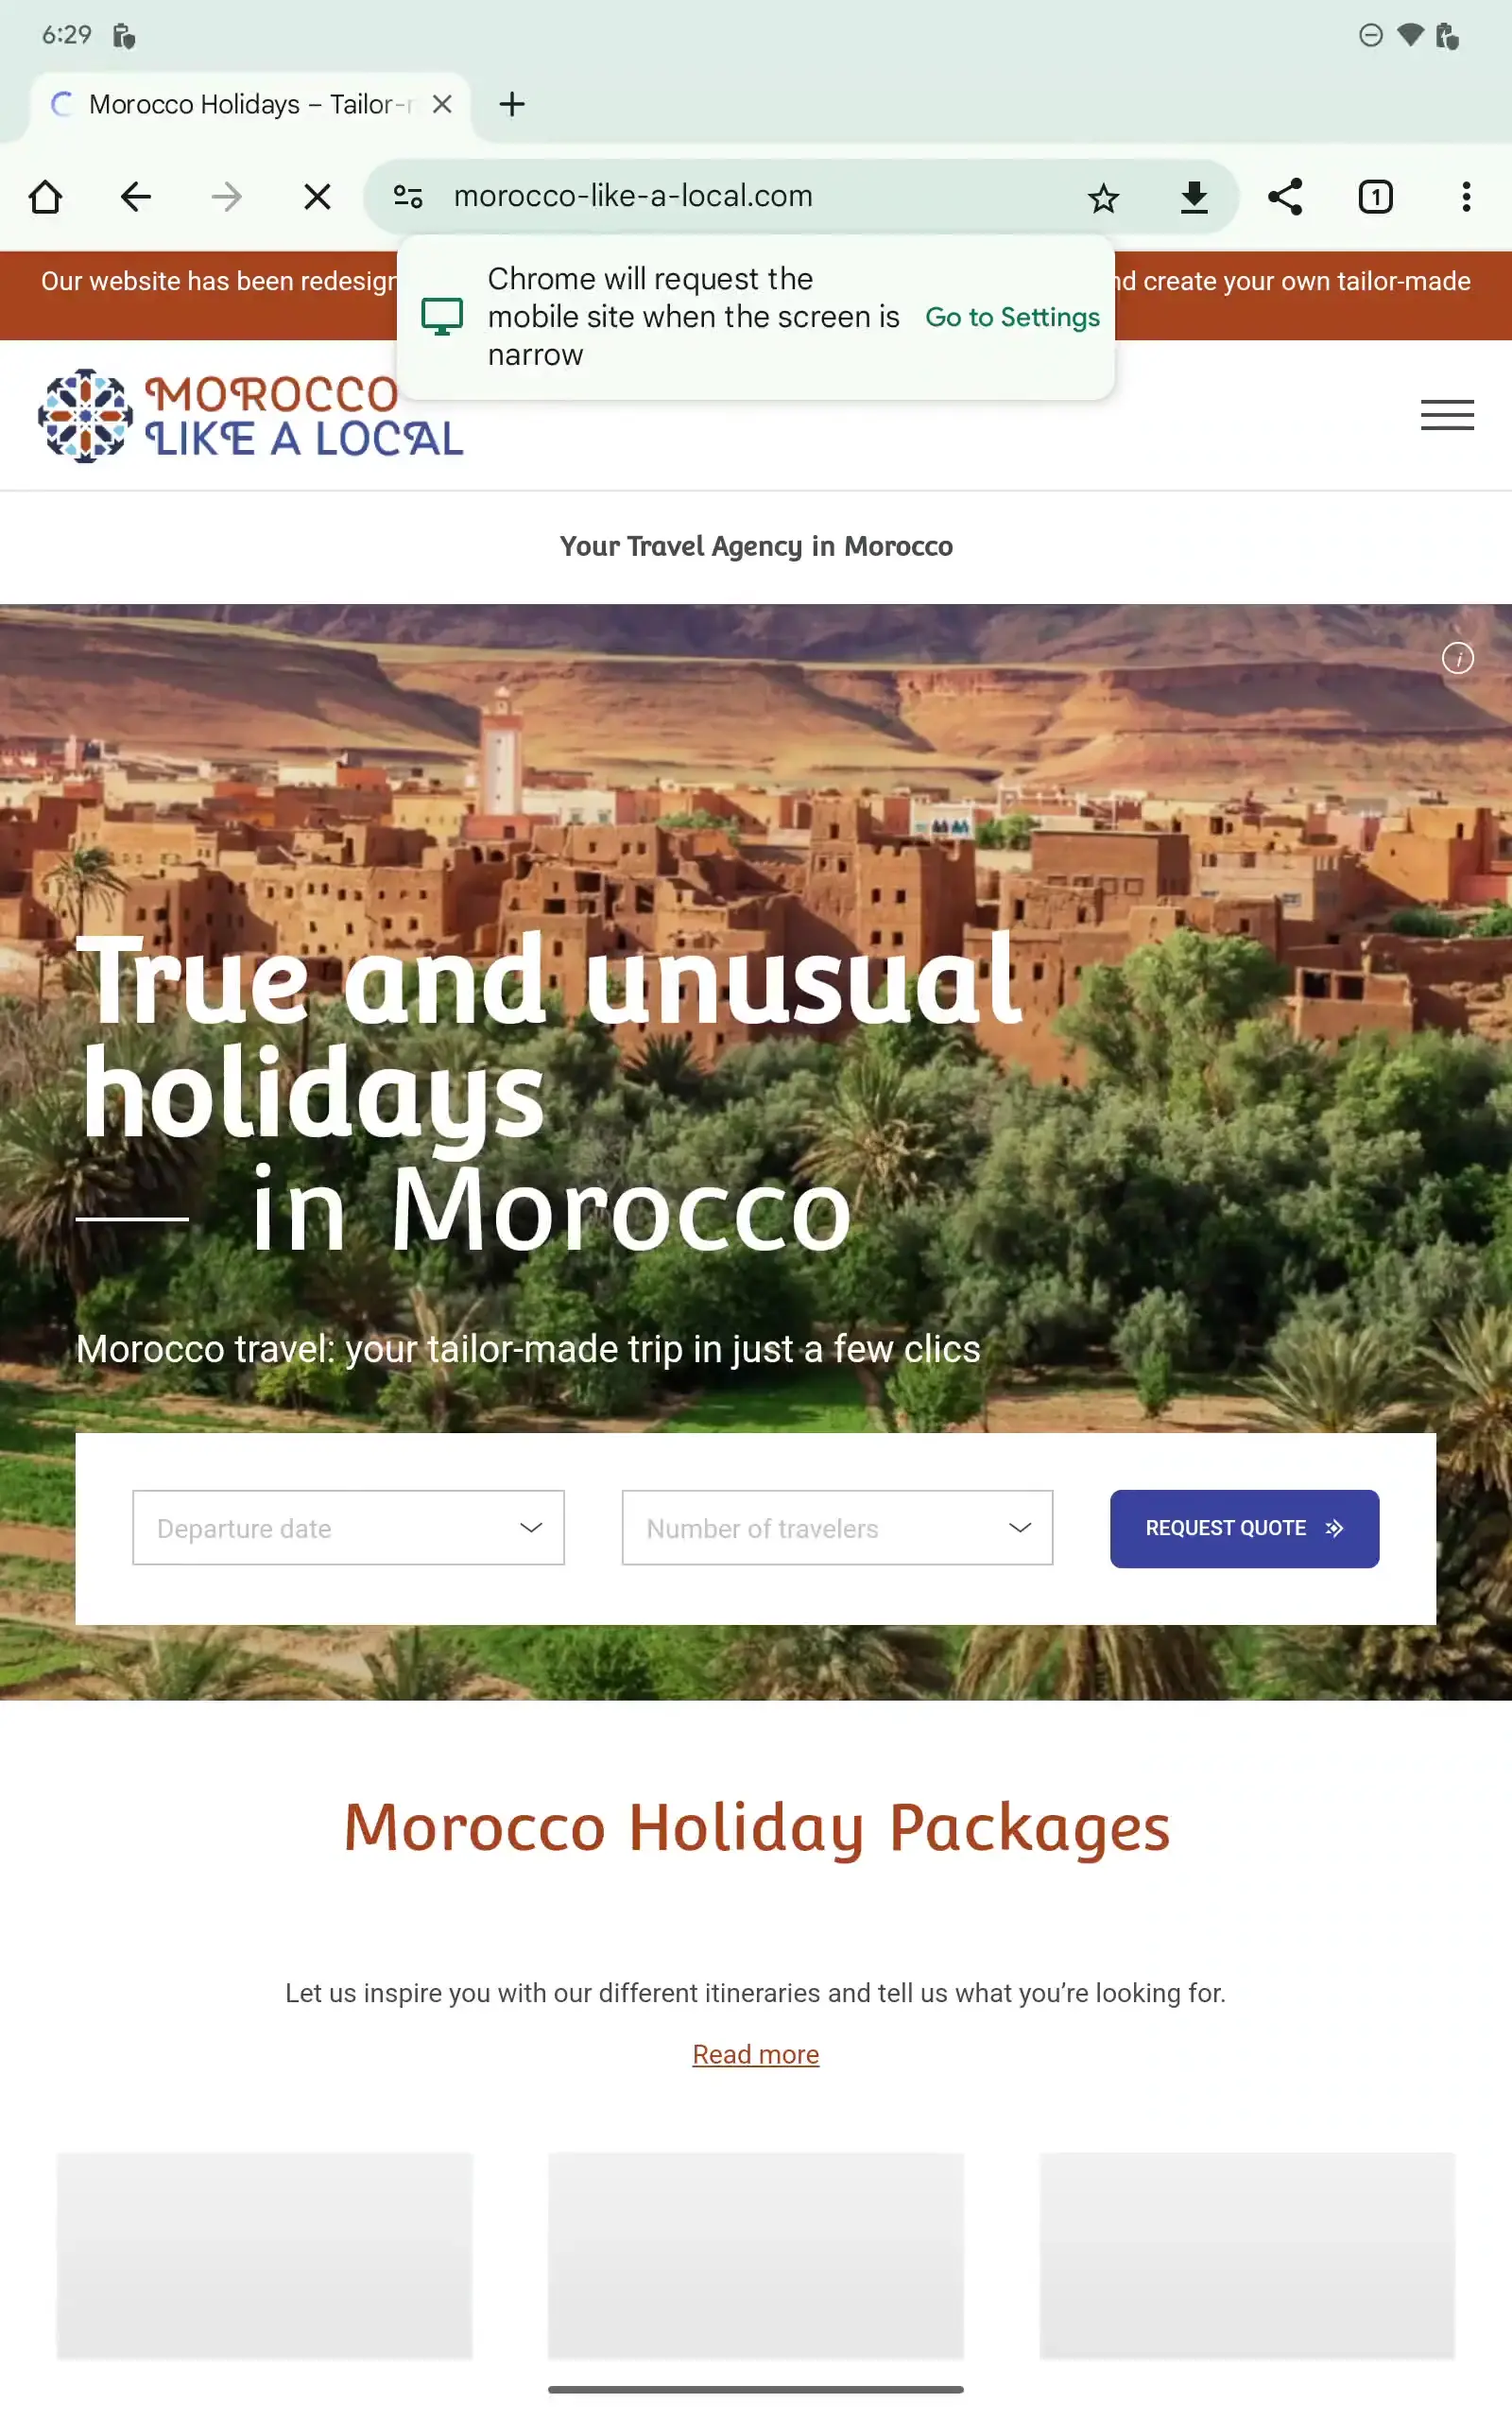 6:29
Morocco Holidays – Tailor-
morocco-like-a-local.com
1
Our website has been redesign
nd create your own tailor-made
Chrome will request the
mobile site when the screen is
narrow
Go to Settings
MOROCCO
LIKE A LOCAL
Your Travel Agency in Morocco
i
True and unusual
holidays
in Morocco
Morocco travel: your tailor-made trip in just a few clics
Departure date
Number of travelers
REQUEST QUOTE
Morocco Holiday Packages
Let us inspire you with our different itineraries and tell us what you’re looking for.
Read more